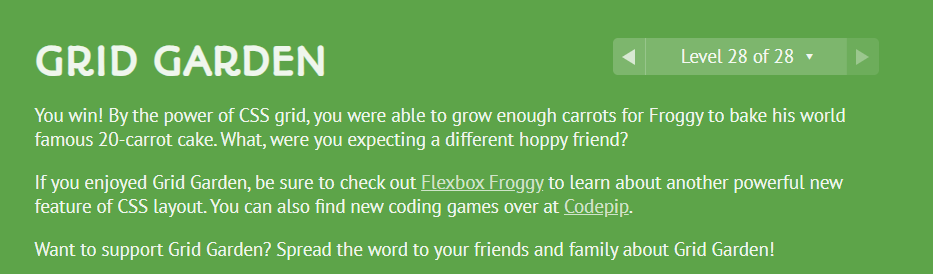 GRID GARDEN
◀ Level 28 of 28 ▼ ▶
You win! By the power of CSS grid, you were able to grow enough carrots for Froggy to bake his world
famous 20-carrot cake. What, were you expecting a different hoppy friend?
If you enjoyed Grid Garden, be sure to check out Flexbox Froggy to learn about another powerful new
feature of CSS layout. You can also find new coding games over at Codepip.
Want to support Grid Garden? Spread the word to your friends and family about Grid Garden!